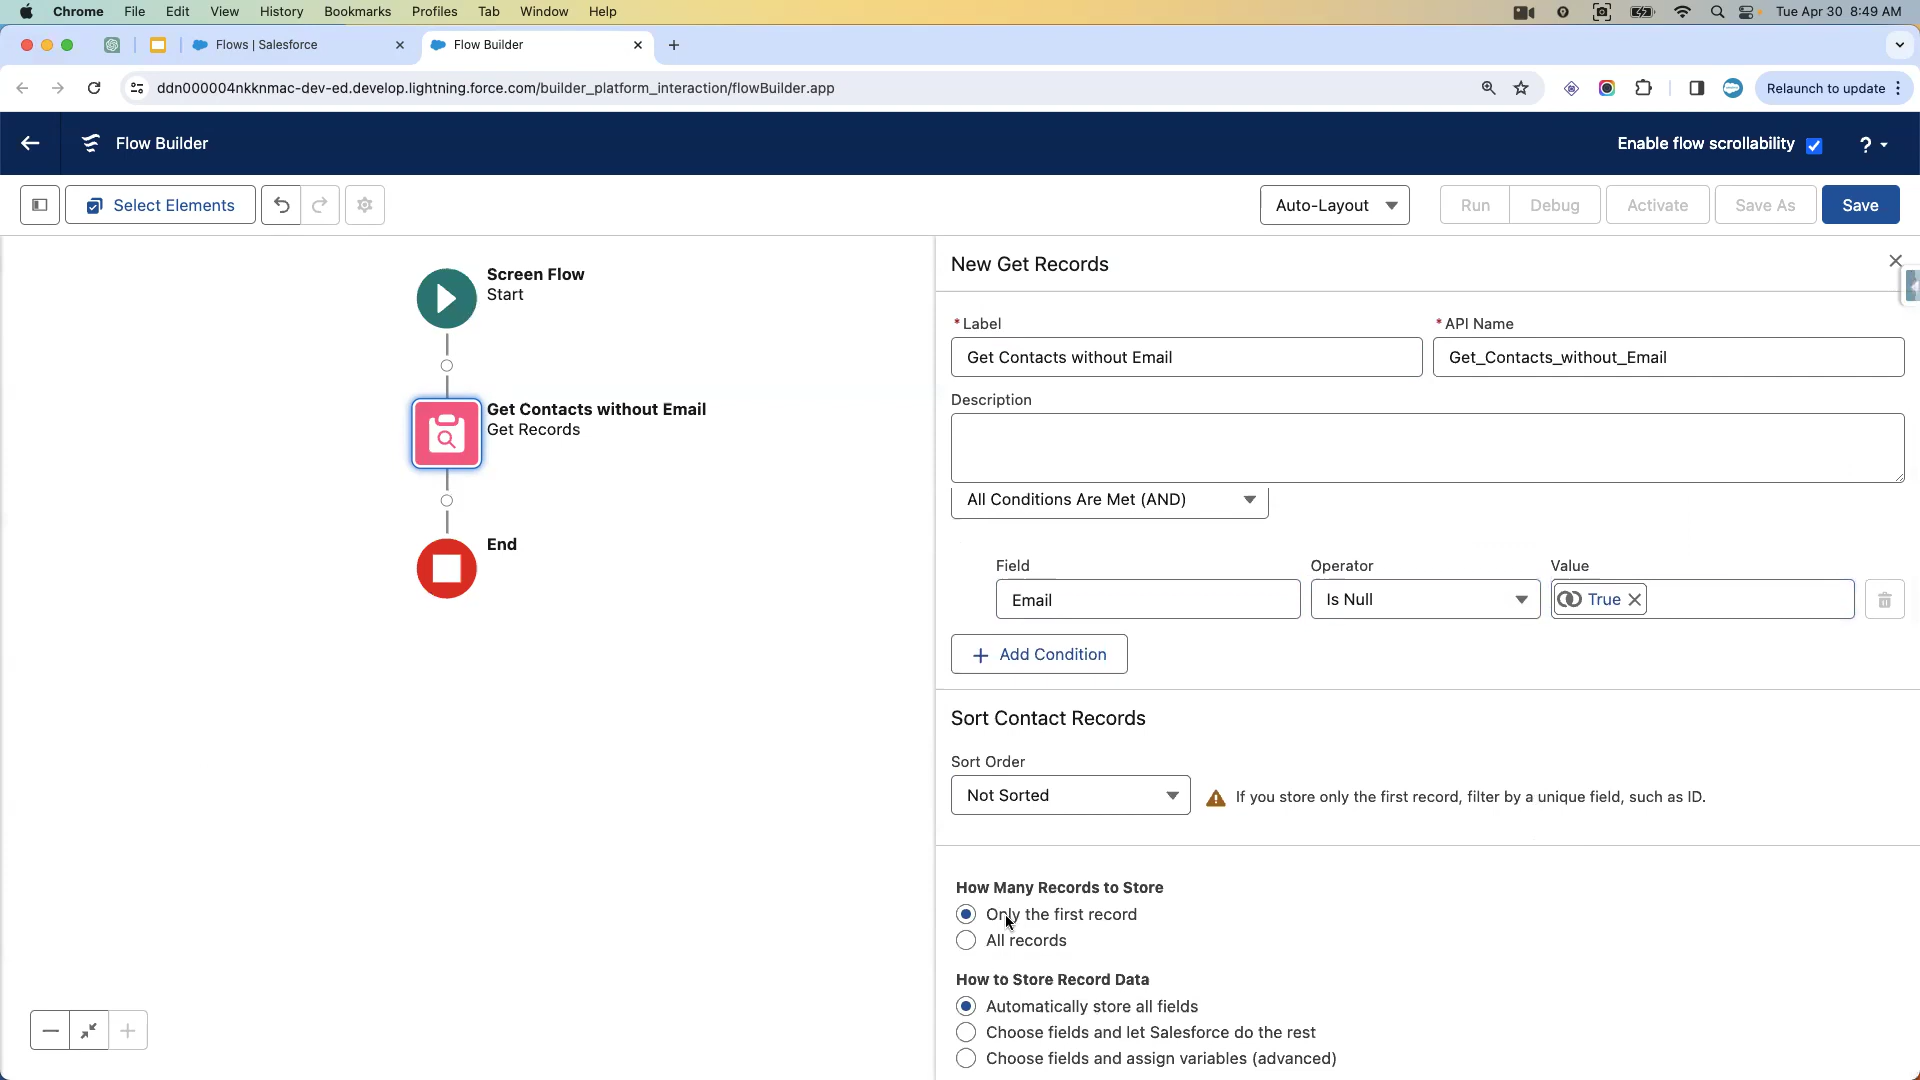 Chrome File Edit View History Bookmarks Profiles Tab Window Help Tue Apr 30 8:49 AM
Flows | Salesforce Flow Builder
ddn000004nkknmac-dev-ed.develop.lightning.force.com/builder_platform_interaction/flowBuilder.app Relaunch to update
Flow Builder Enable flow scrollability ?
Select Elements Auto-Layout Run Debug Activate Save As Save
Screen Flow
Start
Get Contacts without Email
Get Records
End
New Get Records
* Label * API Name
Get Contacts without Email Get_Contacts_without_Email
Description
All Conditions Are Met (AND)
Field Operator Value
Email Is Null True
Add Condition
Sort Contact Records
Sort Order
Not Sorted If you store only the first record, filter by a unique field, such as ID.
How Many Records to Store
Only the first record
All records
How to Store Record Data
Automatically store all fields
Choose fields and let Salesforce do the rest
Choose fields and assign variables (advanced)